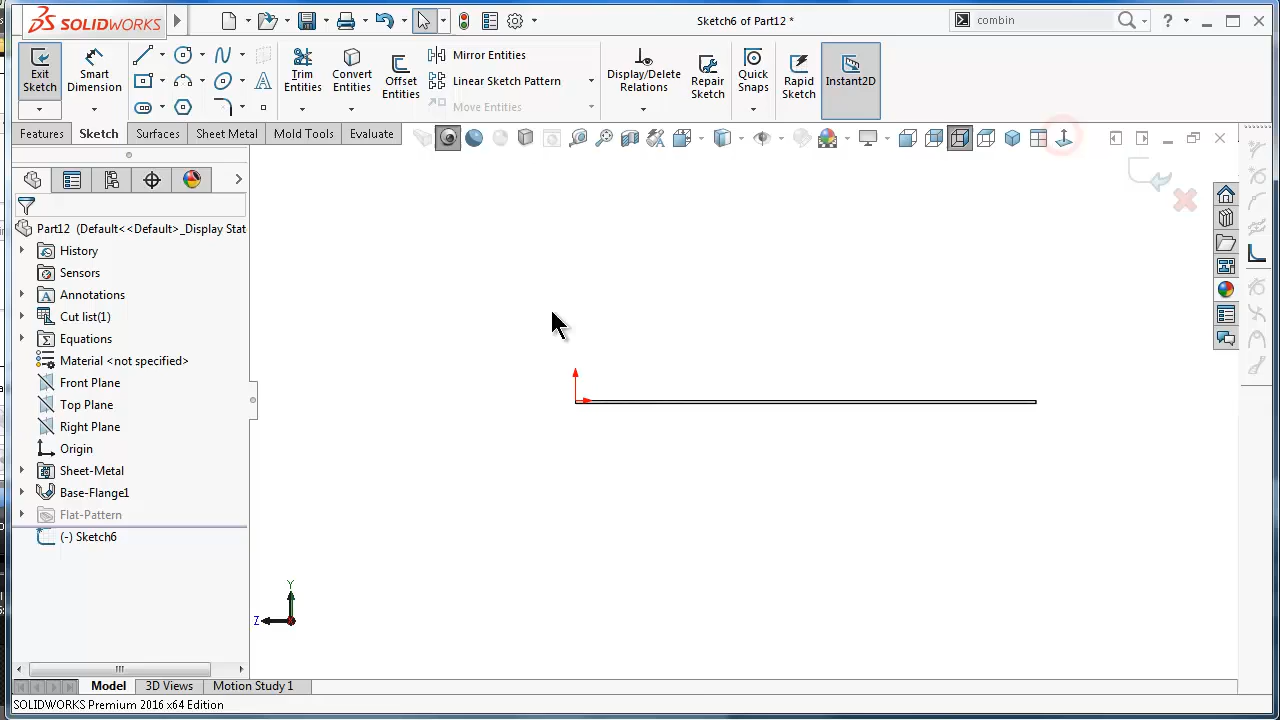 SOLIDWORKS
Sketch6 of Part12 *
combin
?
Exit Sketch
Smart Dimension
Trim Entities
Convert Entities
Offset Entities
Mirror Entities
Linear Sketch Pattern
Move Entities
Display/Delete Relations
Repair Sketch
Quick Snaps
Rapid Sketch
Instant2D
Features
Sketch
Surfaces
Sheet Metal
Mold Tools
Evaluate
Part12 (Default<<Default>_Display Stat
History
Sensors
Annotations
Cut list(1)
Equations
Material <not specified>
Front Plane
Top Plane
Right Plane
Origin
Sheet-Metal
Base-Flange1
Flat-Pattern
(-) Sketch6
Y
Z
Model
3D Views
Motion Study 1
SOLIDWORKS Premium 2016 x64 Edition